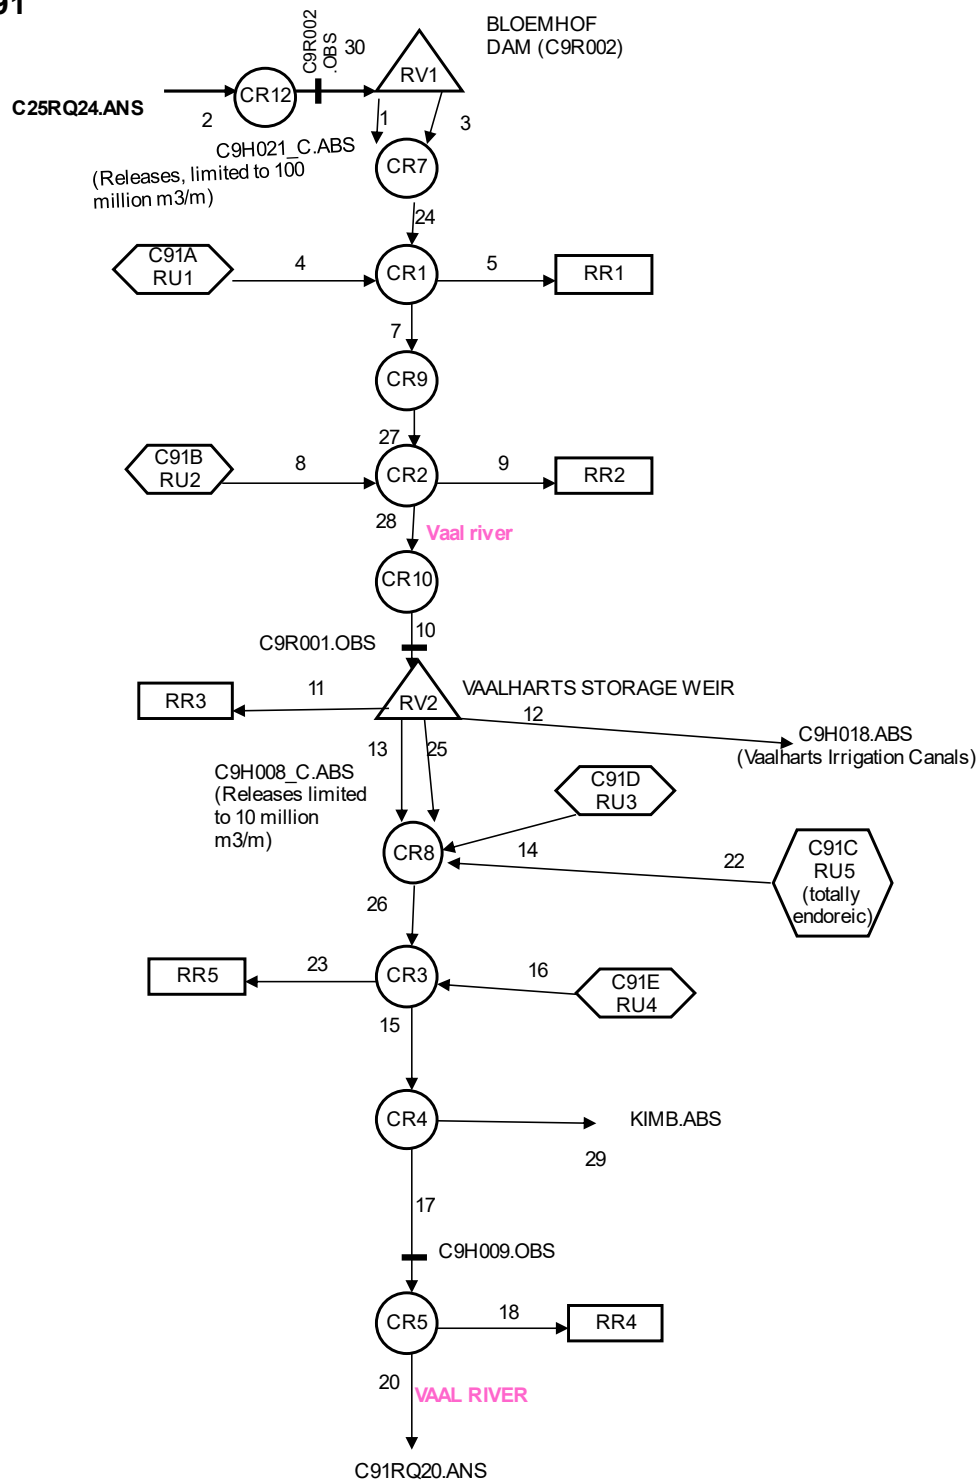 91
BLOEMHOF
DAM (C9R002)
C9R002
.OBS
30
RV1
CR12
C25RQ24.ANS
2
1
3
C9H021_C.ABS
(Releases, limited to 100
million m3/m)
CR7
24
C91A
RU1
4
CR1
5
RR1
7
CR9
27
C91B
RU2
8
CR2
9
RR2
28
Vaal river
CR10
10
C9R001.OBS
RR3
11
RV2
VAALHARTS STORAGE WEIR
12
C9H018.ABS
(Vaalharts Irrigation Canals)
13
25
C9H008_C.ABS
(Releases limited
to 10 million
m3/m)
C91D
RU3
CR8
14
22
C91C
RU5
(totally
endoreic)
26
RR5
23
CR3
16
C91E
RU4
15
CR4
KIMB.ABS
29
17
C9H009.OBS
CR5
18
RR4
20
VAAL RIVER
C91RQ20.ANS